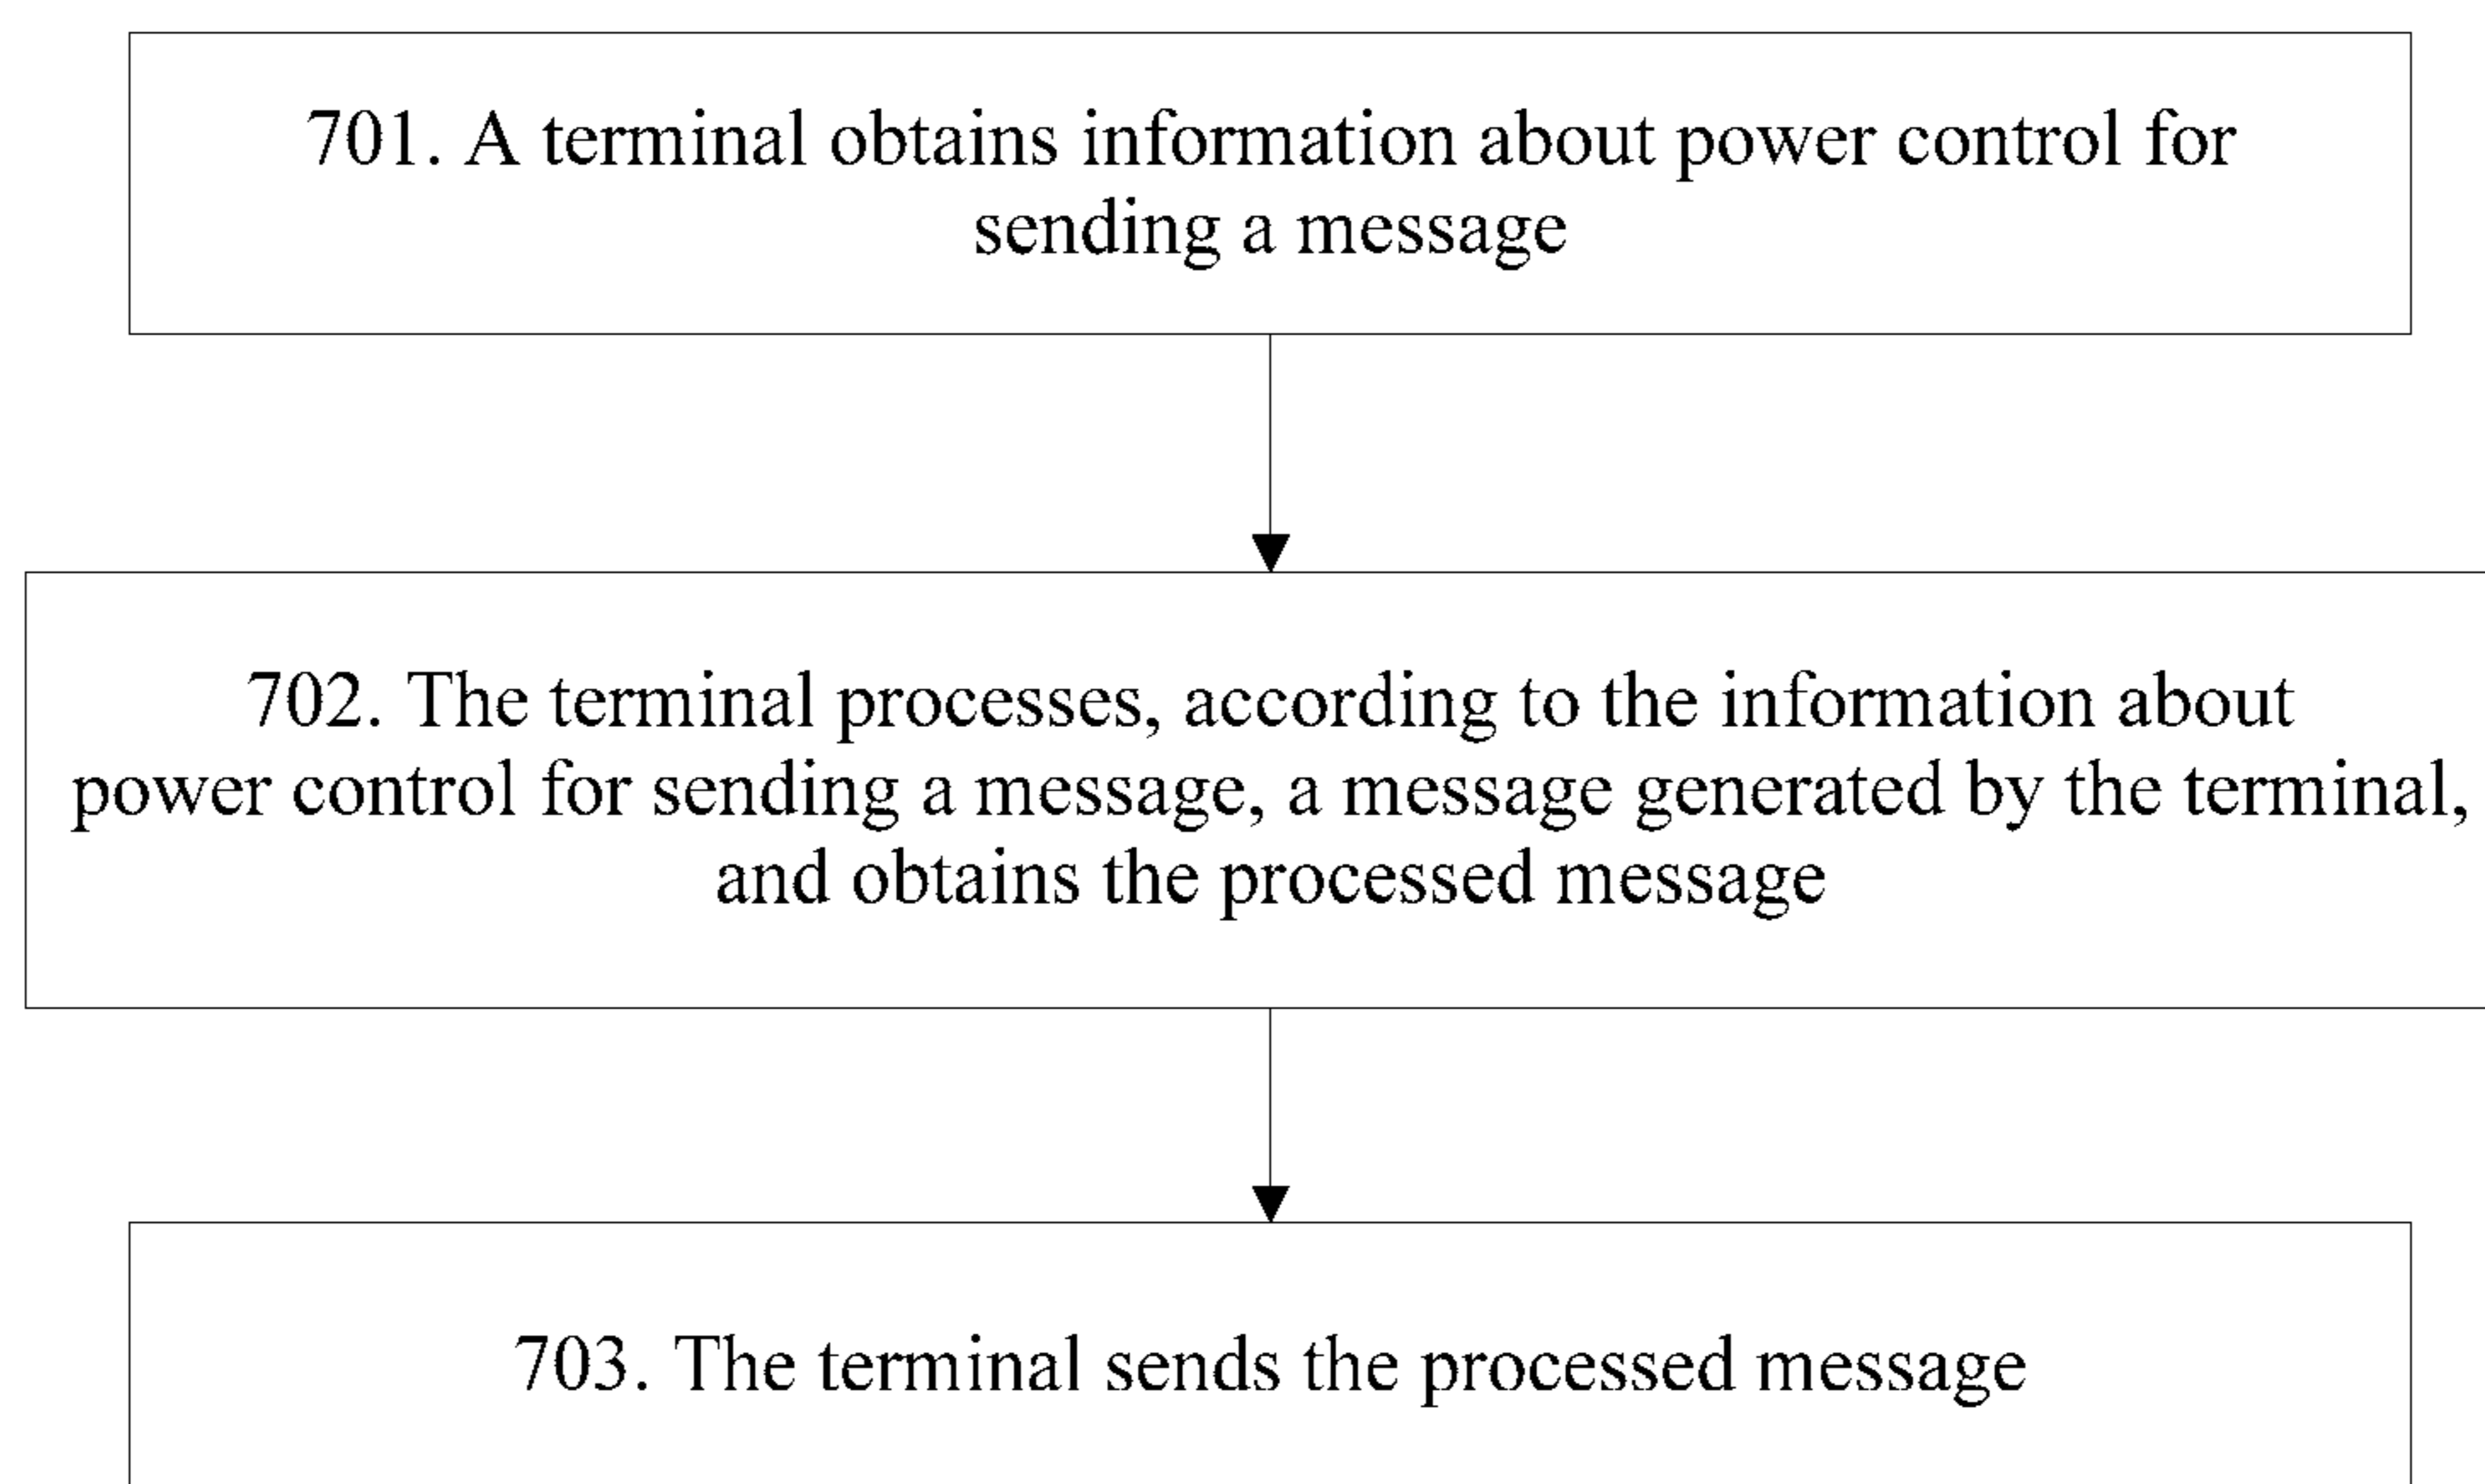 701. A terminal obtains information about power control for
sending a message
702. The terminal processes, according to the information about
power control for sending a message, a message generated by the terminal,
and obtains the processed message
703. The terminal sends the processed message